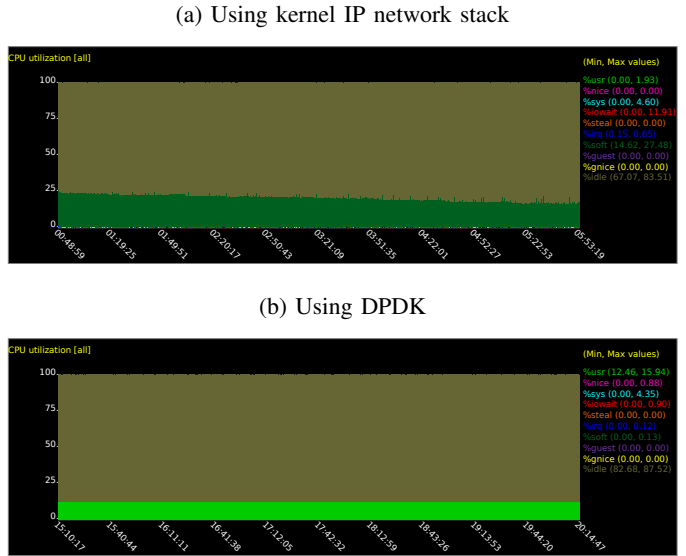 (a) Using kernel IP network stack
CPU utilization [all]
(Min, Max values)
%usr (0.00, 1.93)
%nice (0.00, 0.00)
%sys (0.00, 4.60)
%iowait (0.00, 11.91)
%steal (0.00, 0.00)
%irq (0.15, 0.65)
%soft (14.62, 27.48)
%guest (0.00, 0.00)
%gnice (0.00, 0.00)
%idle (67.07, 83.51)
100.
75.
50.
25.
0.
00:48:59
01:19:25
01:49:51
02:20:17
02:50:43
03:21:09
03:51:35
04:22:01
04:52:27
05:22:53
05:53:19
(b) Using DPDK
CPU utilization [all]
(Min, Max values)
%usr (12.46, 15.94)
%nice (0.00, 0.88)
%sys (0.00, 4.35)
%iowait (0.00, 0.90)
%steal (0.00, 0.00)
%irq (0.00, 0.12)
%soft (0.00, 0.13)
%guest (0.00, 0.00)
%gnice (0.00, 0.00)
%idle (82.68, 87.52)
100.
75.
50.
25.
0.
15:10:17
15:40:44
16:11:11
16:41:38
17:12:05
17:42:32
18:12:59
18:43:26
19:13:53
19:44:20
20:14:47